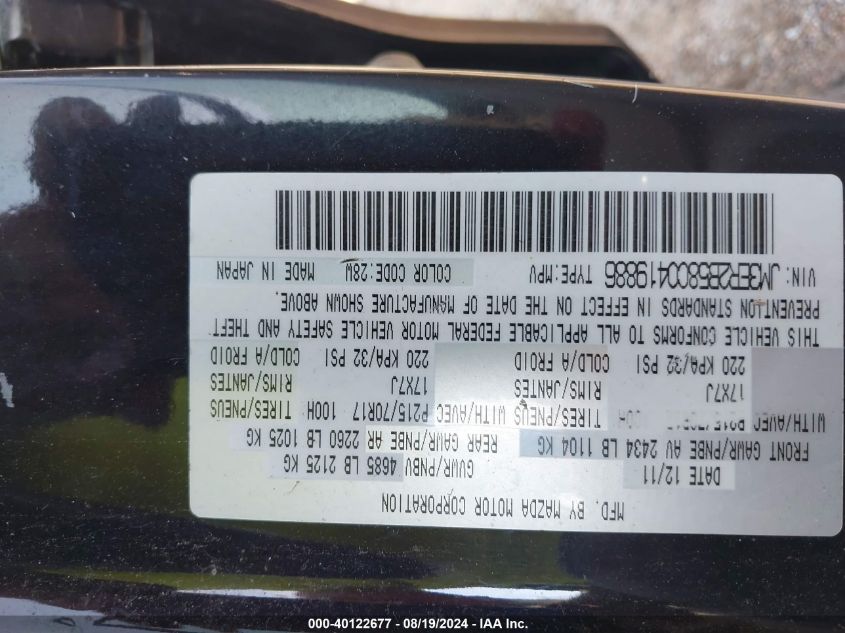 MFD. BY MAZDA MOTOR CORPORATION
DATE 12/11 GVWR/PNBV 4685 LB 2125 KG
FRONT GAWR/PNBE AV 2434 LB 1104 KG REAR GAWR/PNBE AR 2260 LB 1025 KG
WITH/AVEC TIRES/PNEUS WITH/AVEC P215/70R17 100H TIRES/PNEUS
17X7J RIMS/JANTES 17X7J RIMS/JANTES
220 KPA/32 PSI COLD/A FROID 220 KPA/32 PSI COLD/A FROID
THIS VEHICLE CONFORMS TO ALL APPLICABLE FEDERAL MOTOR VEHICLE SAFETY AND THEFT
PREVENTION STANDARDS IN EFFECT ON THE DATE OF MANUFACTURE SHOWN ABOVE.
VIN: JM3ER2B58C0419886 TYPE:MPV COLOR CODE:28W MADE IN JAPAN
000-40122677 - 08/19/2024 - IAA Inc.